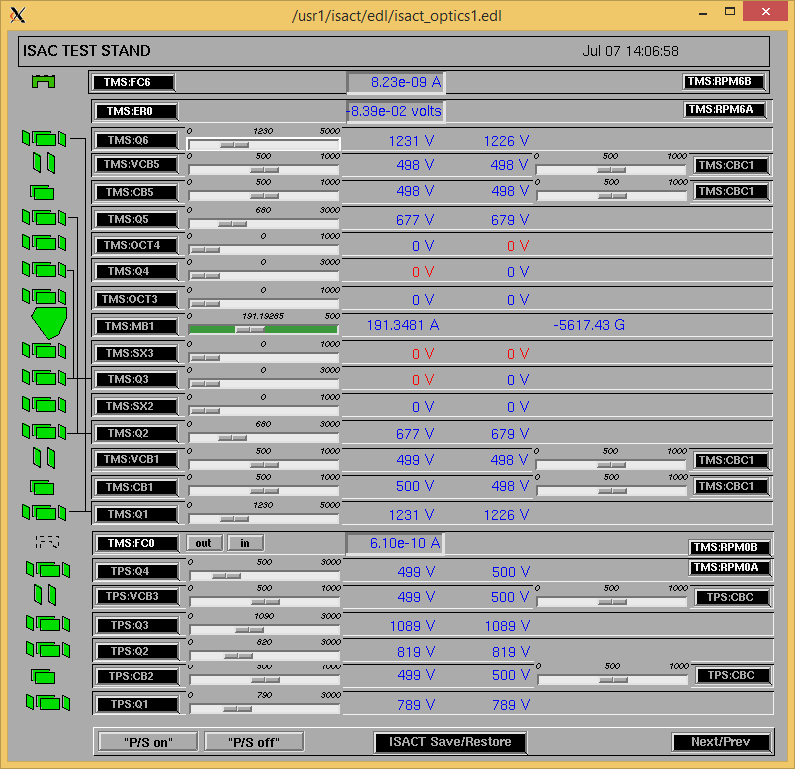 /usr1/isact/edl/isact_optics1.edl
ISAC TEST STAND Jul 07 14:06:58
TMS:FC6 8.23e-09 A TMS:RPM6B
TMS:ER0 -8.39e-02 volts TMS:RPM6A
TMS:Q6 0 1230 5000 1231 V 1226 V
TMS:VCB5 0 500 1000 498 V 498 V 0 500 1000 TMS:CBC1
TMS:CB5 0 500 1000 498 V 498 V 0 500 1000 TMS:CBC1
TMS:Q5 0 680 3000 677 V 679 V
TMS:OCT4 0 0 1000 0 V 0 V
TMS:Q4 0 0 3000 0 V 0 V
TMS:OCT3 0 0 1000 0 V 0 V
TMS:MB1 0 191.19285 500 191.3481 A -5617.43 G
TMS:SX3 0 0 1000 0 V 0 V
TMS:Q3 0 0 3000 0 V 0 V
TMS:SX2 0 0 1000 0 V 0 V
TMS:Q2 0 680 3000 677 V 679 V
TMS:VCB1 0 500 1000 499 V 498 V 0 500 1000 TMS:CBC1
TMS:CB1 0 500 1000 500 V 498 V 0 500 1000 TMS:CBC1
TMS:Q1 0 1230 5000 1231 V 1226 V
TMS:FC0 out in 6.10e-10 A TMS:RPM0B
TPS:Q4 0 500 3000 499 V 500 V TMS:RPM0A
TPS:VCB3 0 500 1000 499 V 500 V 0 500 1000 TPS:CBC
TPS:Q3 0 1090 3000 1089 V 1089 V
TPS:Q2 0 820 3000 819 V 819 V
TPS:CB2 0 500 1000 499 V 500 V 0 500 1000 TPS:CBC
TPS:Q1 0 790 3000 789 V 789 V
"P/S on" "P/S off" ISACT Save/Restore Next/Prev